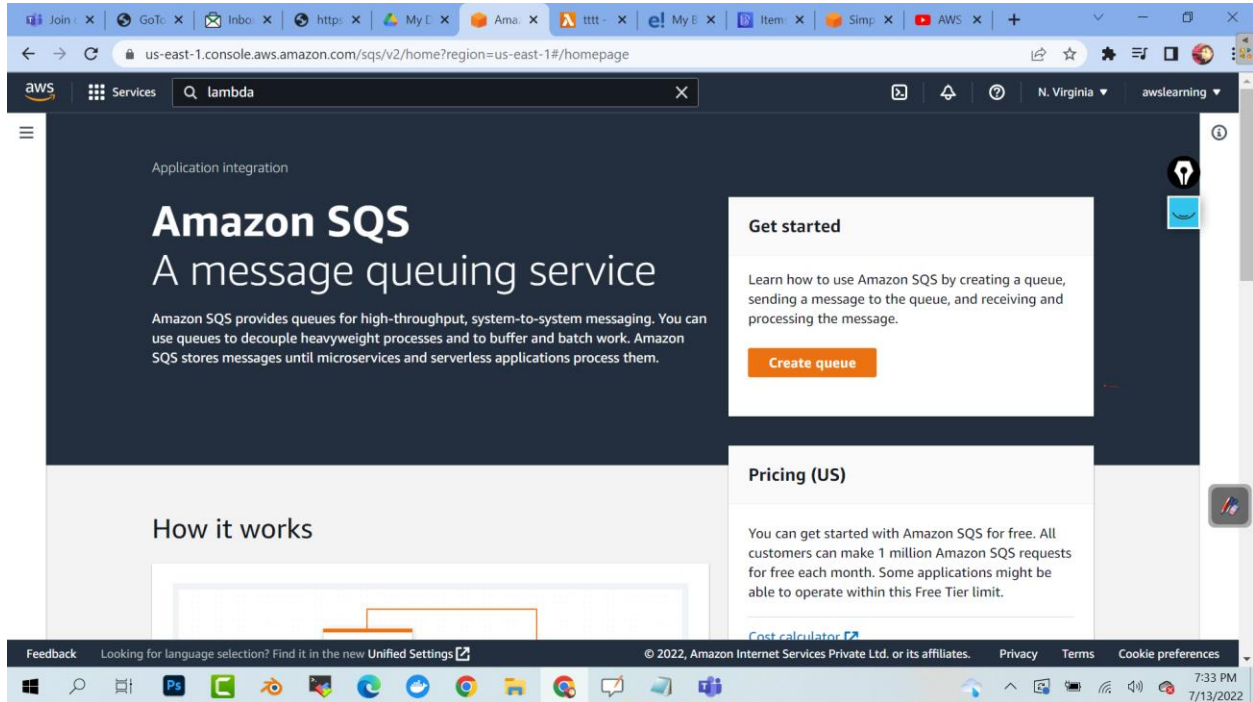 Join c
GoTo
Inbo
https
My D
Ama
tttt -
My E
Item
Simp
AWS
us-east-1.console.aws.amazon.com/sqs/v2/home?region=us-east-1#/homepage
aws
Services
lambda
N. Virginia
awslearning
Application integration
Amazon SQS
A message queuing service
Amazon SQS provides queues for high-throughput, system-to-system messaging. You can
use queues to decouple heavyweight processes and to buffer and batch work. Amazon
SQS stores messages until microservices and serverless applications process them.
Get started
Learn how to use Amazon SQS by creating a queue,
sending a message to the queue, and receiving and
processing the message.
Create queue
Pricing (US)
You can get started with Amazon SQS for free. All
customers can make 1 million Amazon SQS requests
for free each month. Some applications might be
able to operate within this Free Tier limit.
Cost calculator
How it works
Feedback
Looking for language selection? Find it in the new Unified Settings
© 2022, Amazon Internet Services Private Ltd. or its affiliates.
Privacy
Terms
Cookie preferences
Ps
7:33 PM
7/13/2022